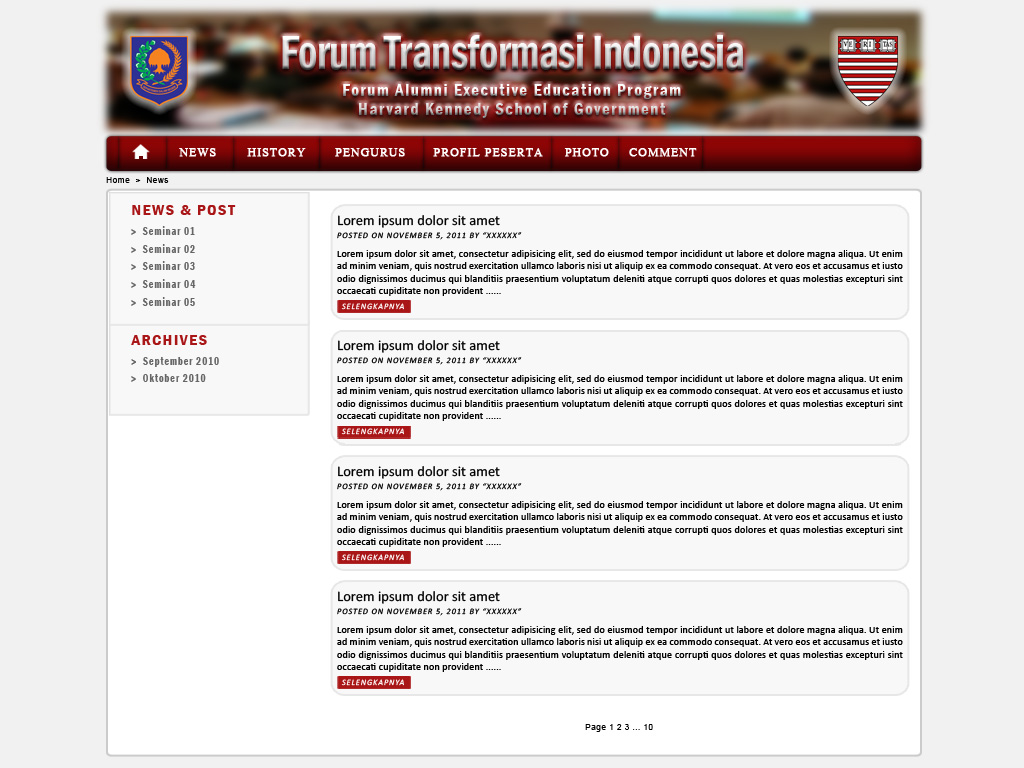 Forum Transformasi Indonesia
Forum Alumni Executive Education Program
Harvard Kennedy School of Government
VE RI TAS
NEWS HISTORY PENGURUS PROFIL PESERTA PHOTO COMMENT
Home > News
NEWS & POST
> Seminar 01
> Seminar 02
> Seminar 03
> Seminar 04
> Seminar 05
ARCHIVES
> September 2010
> Oktober 2010
Lorem ipsum dolor sit amet
POSTED ON NOVEMBER 5, 2011 BY “XXXXXX”
Lorem ipsum dolor sit amet, consectetur adipisicing elit, sed do eiusmod tempor incididunt ut labore et dolore magna aliqua. Ut enim
ad minim veniam, quis nostrud exercitation ullamco laboris nisi ut aliquip ex ea commodo consequat. At vero eos et accusamus et iusto
odio dignissimos ducimus qui blanditiis praesentium voluptatum deleniti atque corrupti quos dolores et quas molestias excepturi sint
occaecati cupiditate non provident ......
SELENGKAPNYA
Lorem ipsum dolor sit amet
POSTED ON NOVEMBER 5, 2011 BY “XXXXXX”
Lorem ipsum dolor sit amet, consectetur adipisicing elit, sed do eiusmod tempor incididunt ut labore et dolore magna aliqua. Ut enim
ad minim veniam, quis nostrud exercitation ullamco laboris nisi ut aliquip ex ea commodo consequat. At vero eos et accusamus et iusto
odio dignissimos ducimus qui blanditiis praesentium voluptatum deleniti atque corrupti quos dolores et quas molestias excepturi sint
occaecati cupiditate non provident ......
SELENGKAPNYA
Lorem ipsum dolor sit amet
POSTED ON NOVEMBER 5, 2011 BY “XXXXXX”
Lorem ipsum dolor sit amet, consectetur adipisicing elit, sed do eiusmod tempor incididunt ut labore et dolore magna aliqua. Ut enim
ad minim veniam, quis nostrud exercitation ullamco laboris nisi ut aliquip ex ea commodo consequat. At vero eos et accusamus et iusto
odio dignissimos ducimus qui blanditiis praesentium voluptatum deleniti atque corrupti quos dolores et quas molestias excepturi sint
occaecati cupiditate non provident ......
SELENGKAPNYA
Lorem ipsum dolor sit amet
POSTED ON NOVEMBER 5, 2011 BY “XXXXXX”
Lorem ipsum dolor sit amet, consectetur adipisicing elit, sed do eiusmod tempor incididunt ut labore et dolore magna aliqua. Ut enim
ad minim veniam, quis nostrud exercitation ullamco laboris nisi ut aliquip ex ea commodo consequat. At vero eos et accusamus et iusto
odio dignissimos ducimus qui blanditiis praesentium voluptatum deleniti atque corrupti quos dolores et quas molestias excepturi sint
occaecati cupiditate non provident ......
SELENGKAPNYA
Page 1 2 3 ... 10